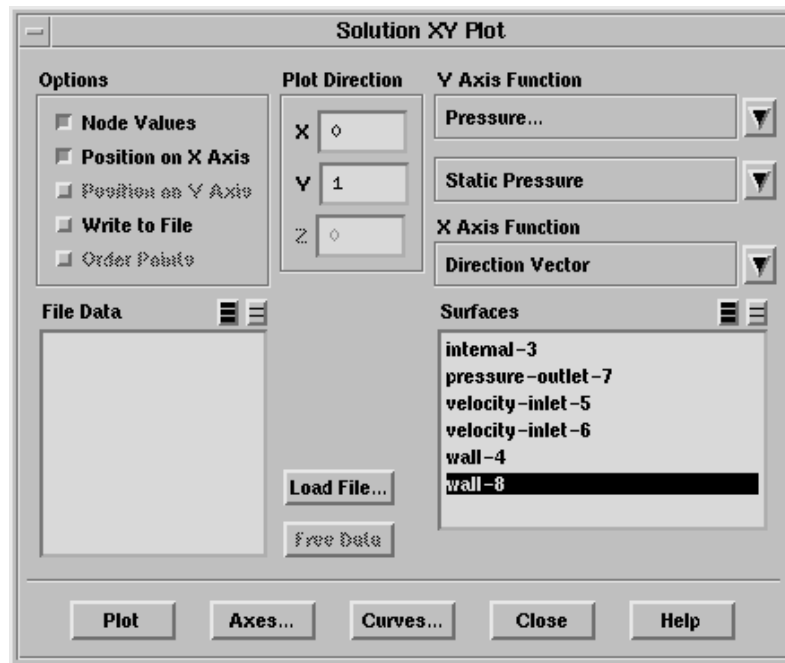 Solution XY Plot
Options
Node Values
Position on X Axis
Position on Y Axis
Write to File
Order Points
Plot Direction
X 0
Y 1
Z 0
Y Axis Function
Pressure...
Static Pressure
X Axis Function
Direction Vector
File Data
Load File...
Free Data
Surfaces
internal-3
pressure-outlet-7
velocity-inlet-5
velocity-inlet-6
wall-4
wall-8
Plot Axes... Curves... Close Help